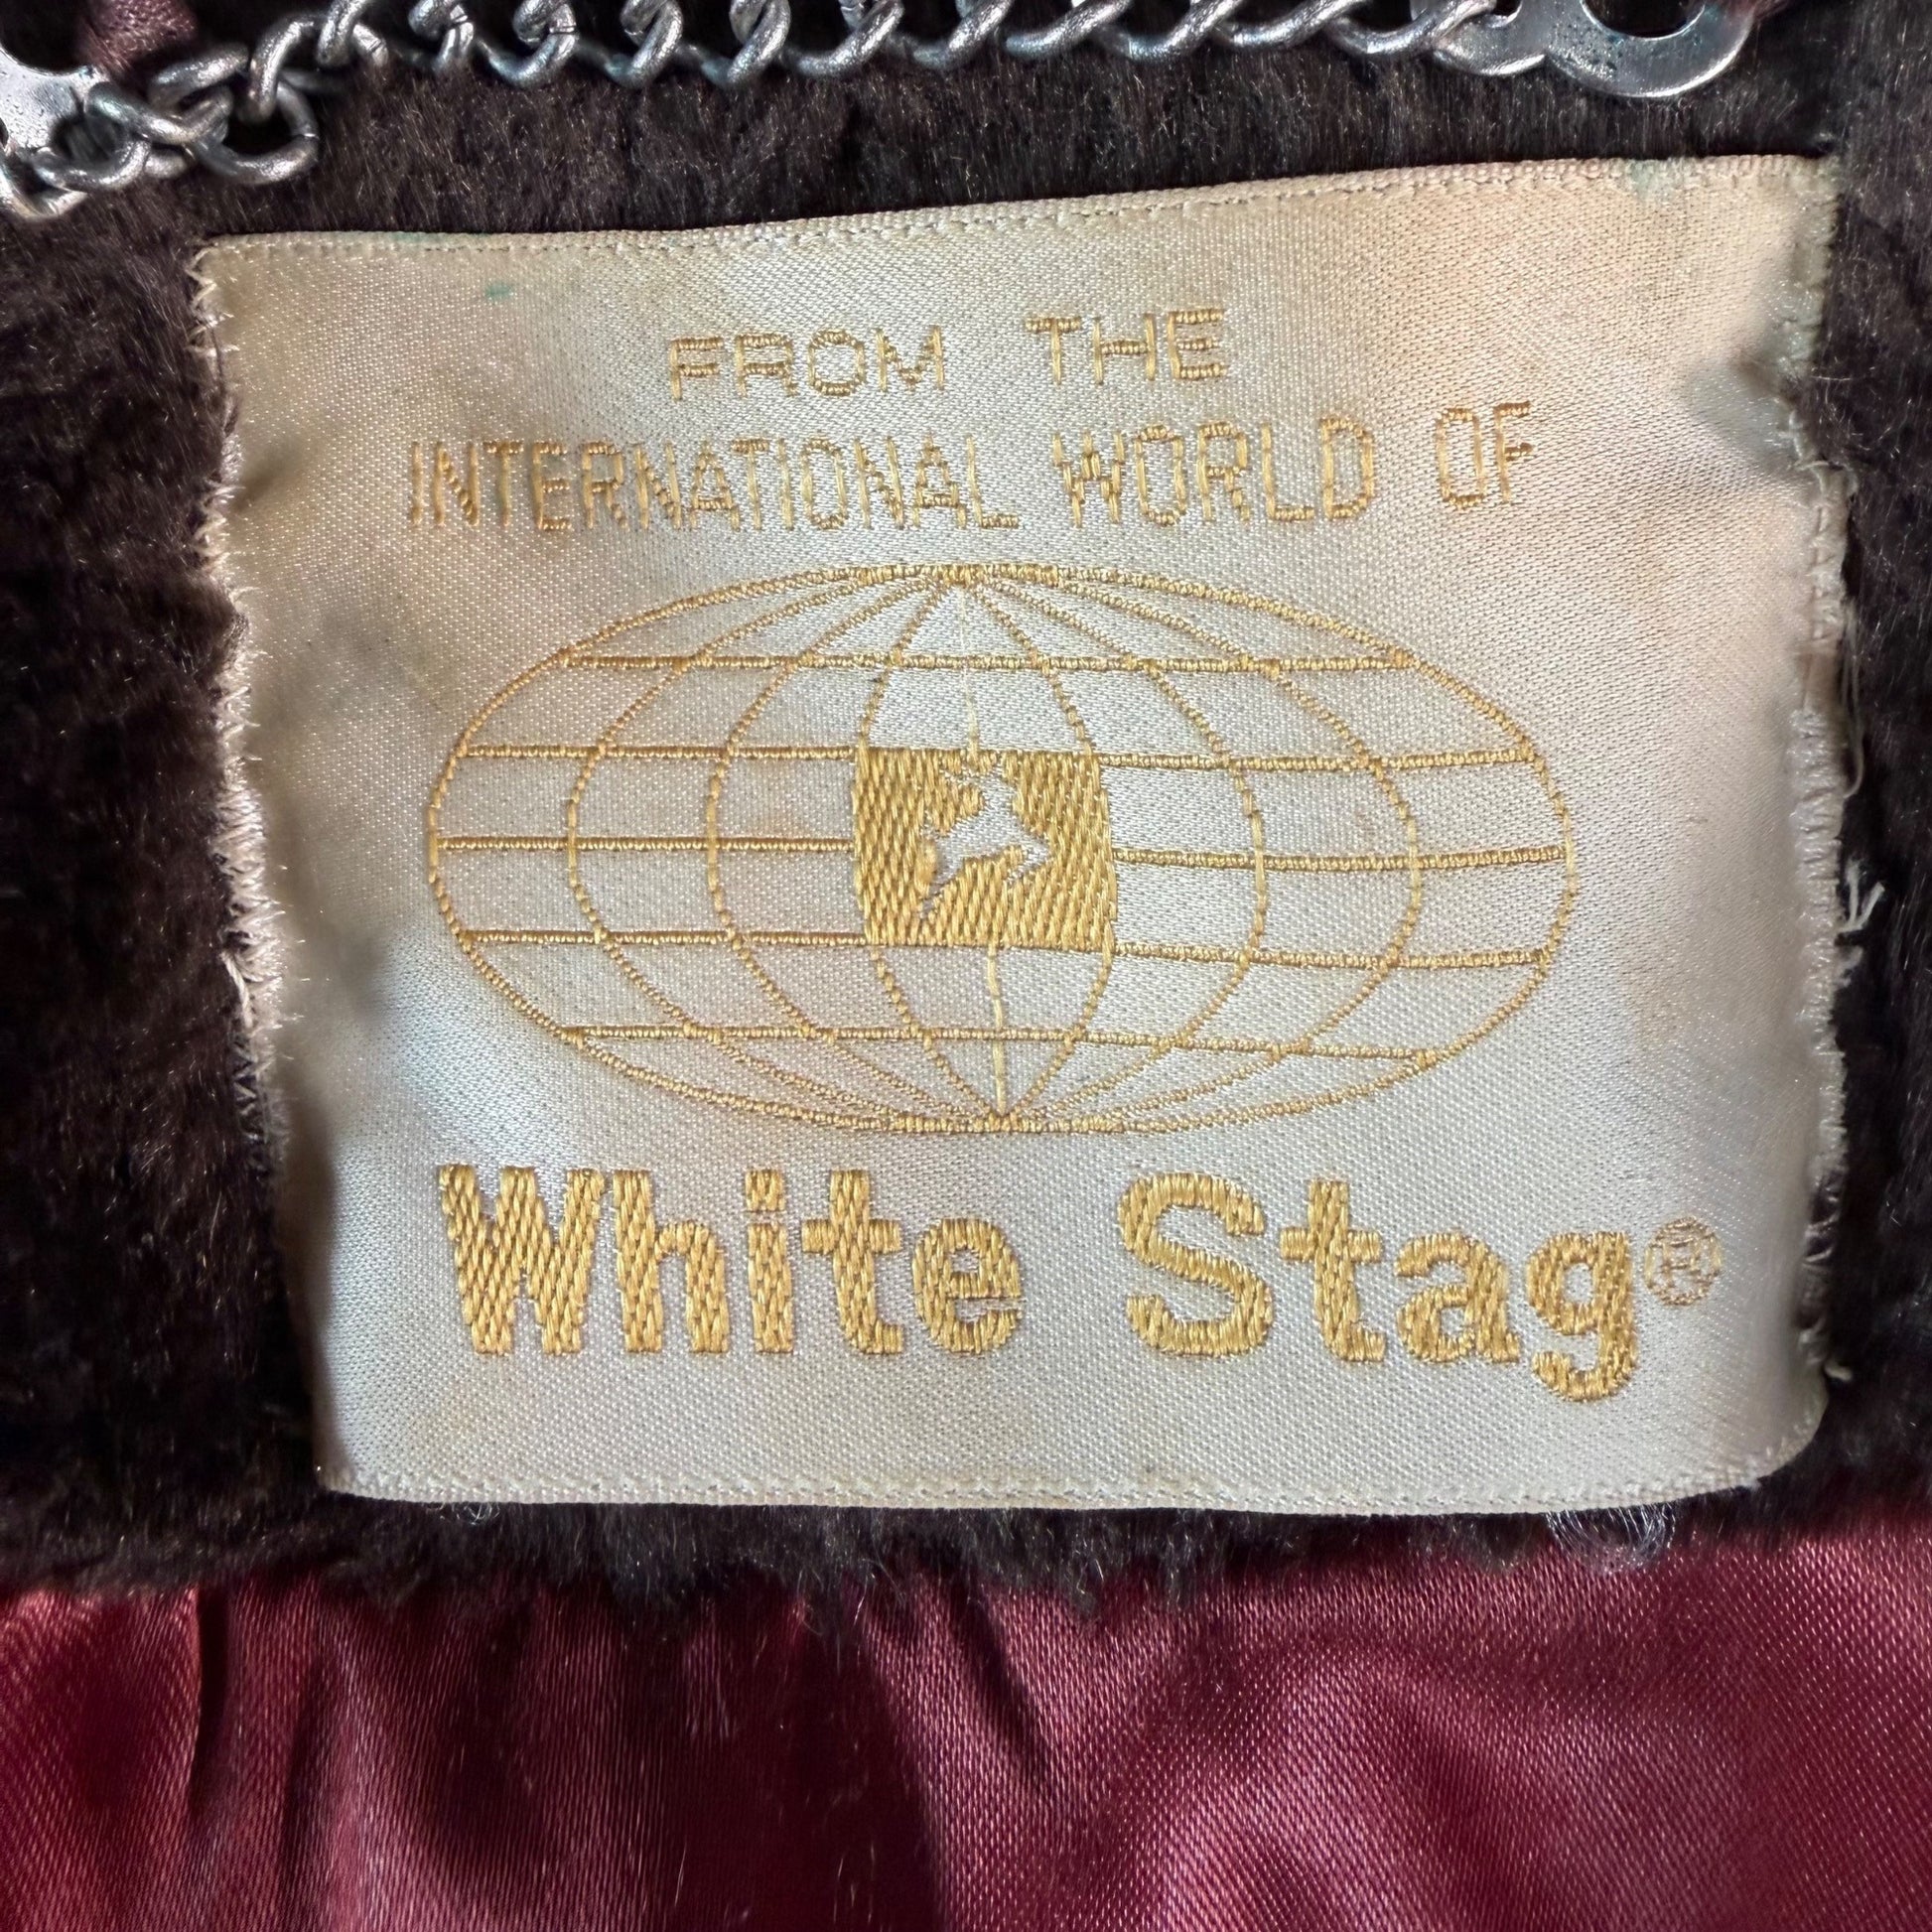 FROM THE
INTERNATIONAL WORLD OF
White Stag®